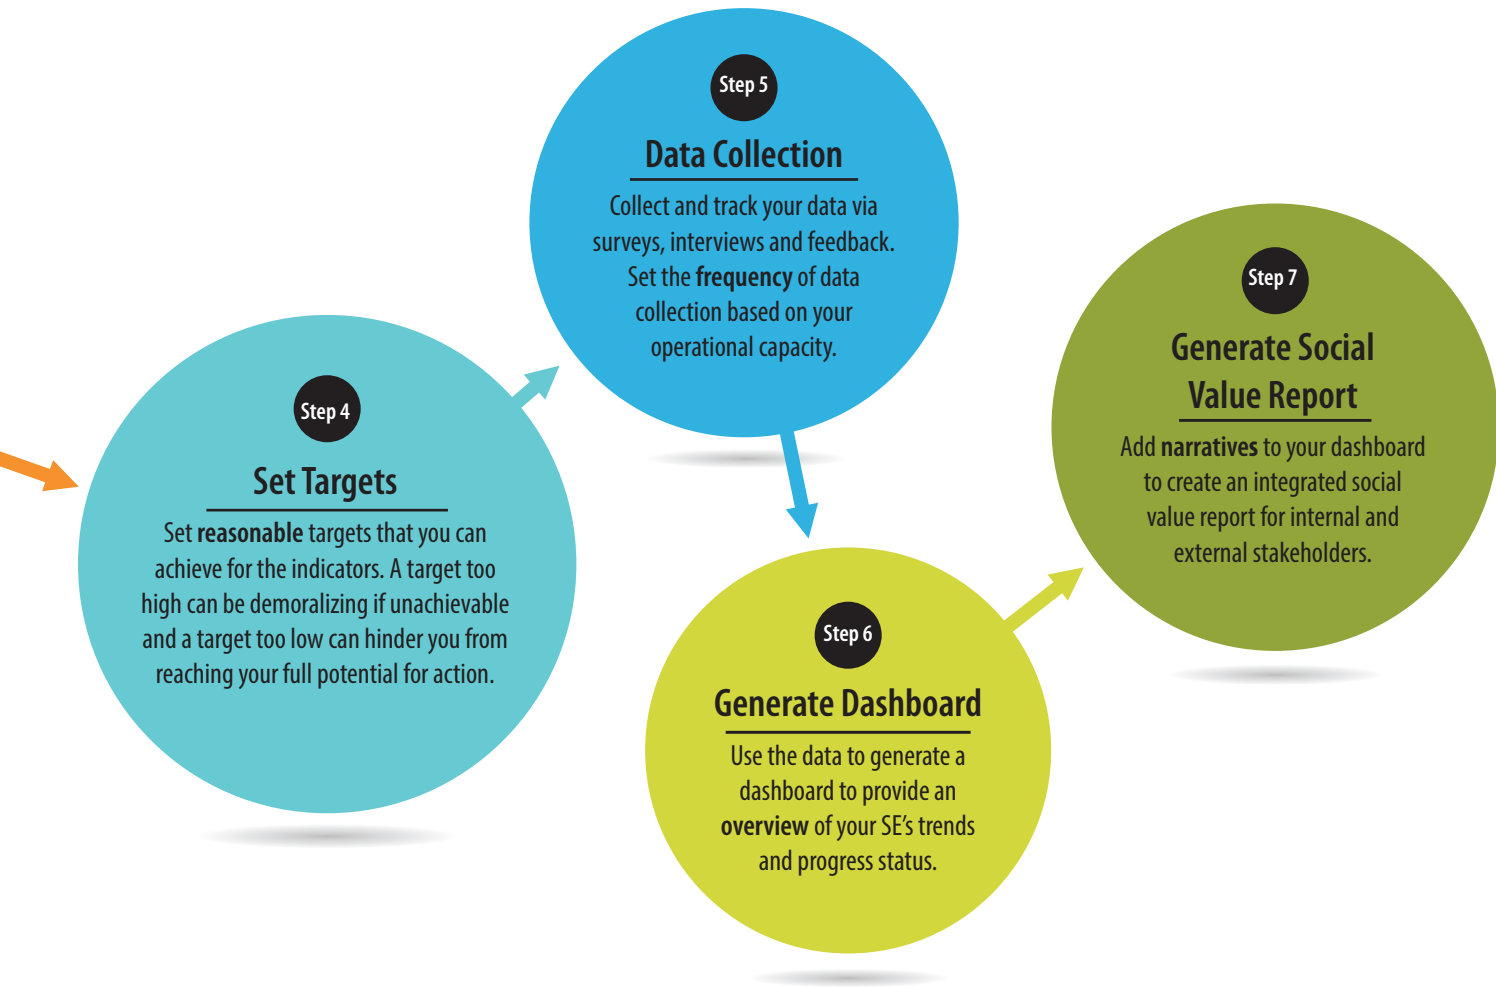 Step 4
Set Targets
Set reasonable targets that you can
achieve for the indicators. A target too
high can be demoralizing if unachievable
and a target too low can hinder you from
reaching your full potential for action.
Step 5
Data Collection
Collect and track your data via
surveys, interviews and feedback.
Set the frequency of data
collection based on your
operational capacity.
Step 6
Generate Dashboard
Use the data to generate a
dashboard to provide an
overview of your SE's trends
and progress status.
Step 7
Generate Social
Value Report
Add narratives to your dashboard
to create an integrated social
value report for internal and
external stakeholders.